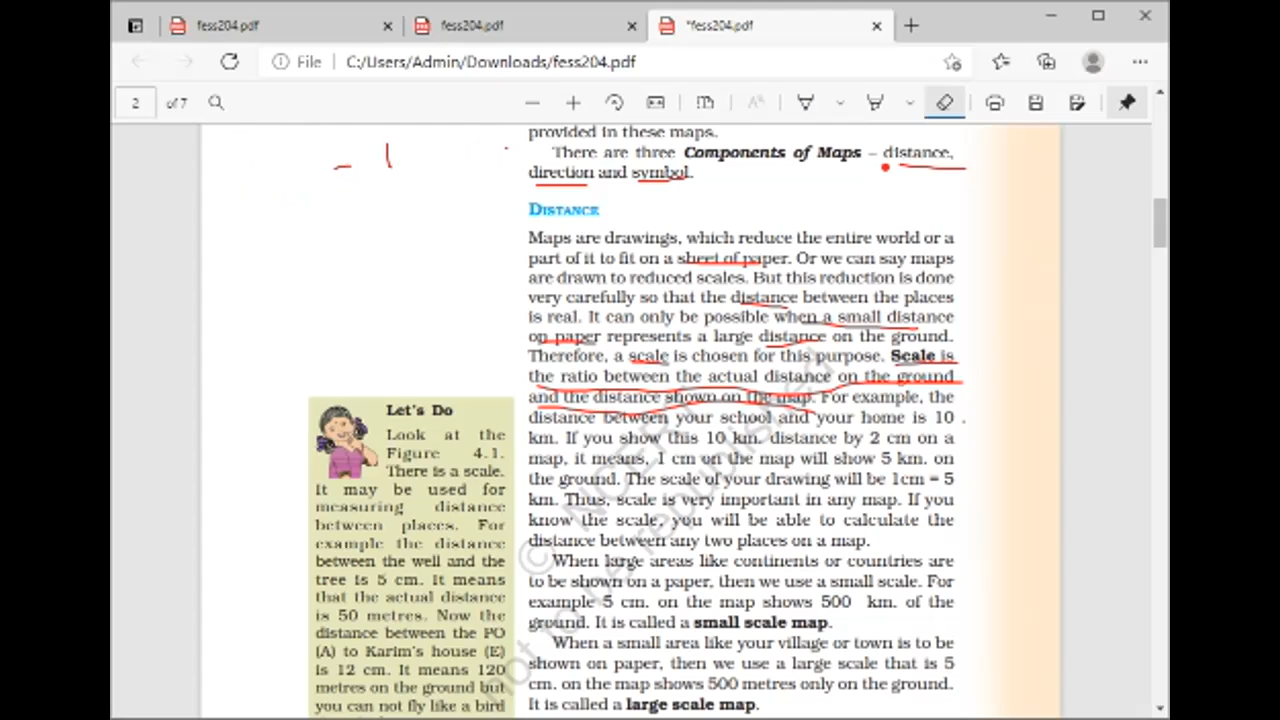 fess204.pdf
fess204.pdf
*fess204.pdf
File
C:/Users/Admin/Downloads/fess204.pdf
2
of 7
provided in these maps.
There are three Components of Maps – distance,
direction and symbol.
DISTANCE
Maps are drawings, which reduce the entire world or a
part of it to fit on a sheet of paper. Or we can say maps
are drawn to reduced scales. But this reduction is done
very carefully so that the distance between the places
is real. It can only be possible when a small distance
on paper represents a large distance on the ground.
Therefore, a scale is chosen for this purpose. Scale is
the ratio between the actual distance on the ground
and the distance shown on the map. For example, the
distance between your school and your home is 10
km. If you show this 10 km. distance by 2 cm on a
map, it means, 1 cm on the map will show 5 km. on
the ground. The scale of your drawing will be 1cm = 5
km. Thus, scale is very important in any map. If you
know the scale, you will be able to calculate the
distance between any two places on a map.
When large areas like continents or countries are
to be shown on a paper, then we use a small scale. For
example 5 cm. on the map shows 500 km. of the
ground. It is called a small scale map.
When a small area like your village or town is to be
shown on paper, then we use a large scale that is 5
cm. on the map shows 500 metres only on the ground.
It is called a large scale map.
Let's Do
Look at the
Figure 4.1.
There is a scale.
It may be used for
measuring distance
between places. For
example the distance
between the well and the
tree is 5 cm. It means
that the actual distance
is 50 metres. Now the
distance between the PO
(A) to Karim's house (E)
is 12 cm. It means 120
metres on the ground but
you can not fly like a bird
© NCERT
not to be republished